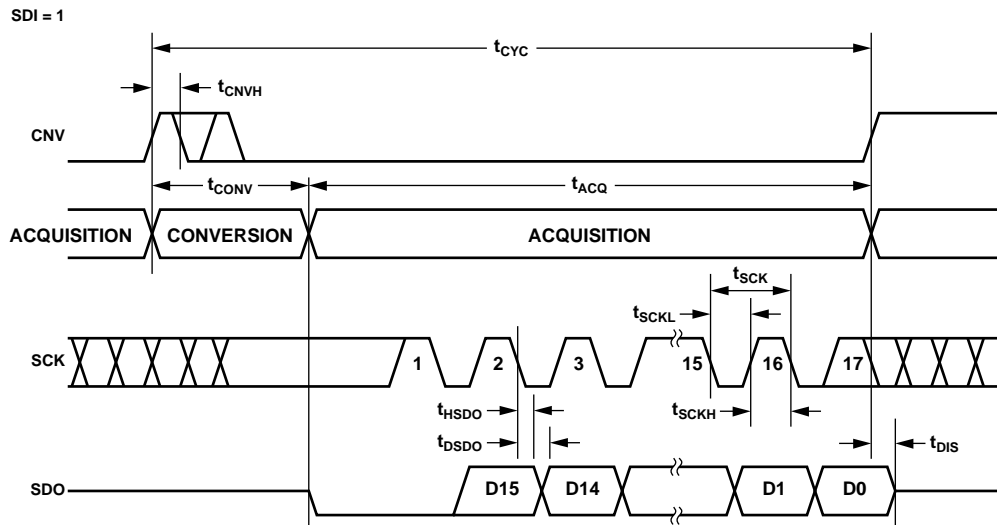 SDI = 1
tCYC
tCNVH
CNV
tCONV
tACQ
ACQUISITION
CONVERSION
ACQUISITION
tSCK
tSCKL
SCK
1
2
3
15
16
17
tHSDO
tSCKH
tDSDO
tDIS
SDO
D15
D14
D1
D0